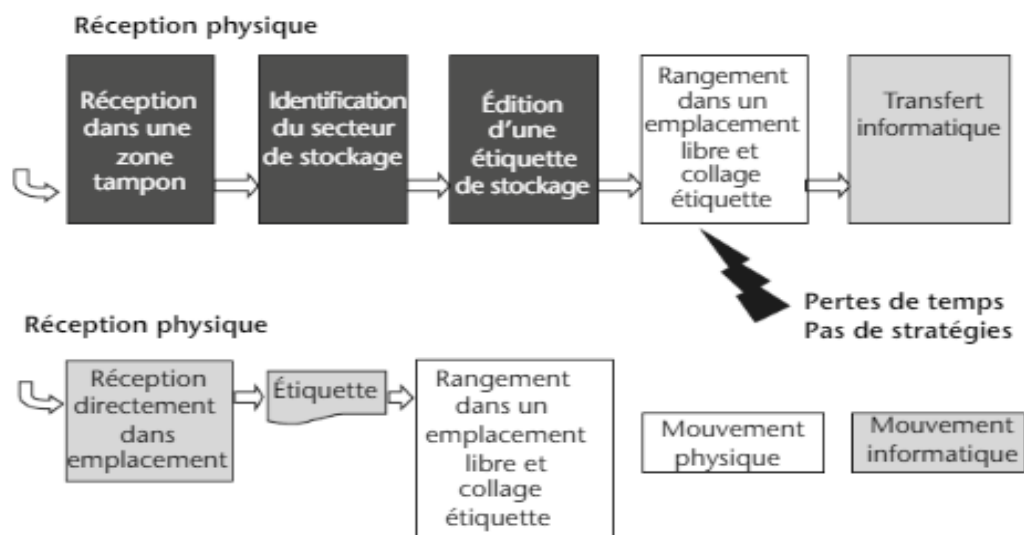 Réception physique
Réception
dans une
zone
tampon
Identification
du secteur
de stockage
Édition
d'une
étiquette
de stockage
Rangement
dans un
emplacement
libre et
collage
étiquette
Transfert
informatique
Pertes de temps
Pas de stratégies
Réception physique
Réception
directement
dans
emplacement
Étiquette
Rangement
dans un
emplacement
libre et
collage
étiquette
Mouvement
physique
Mouvement
informatique